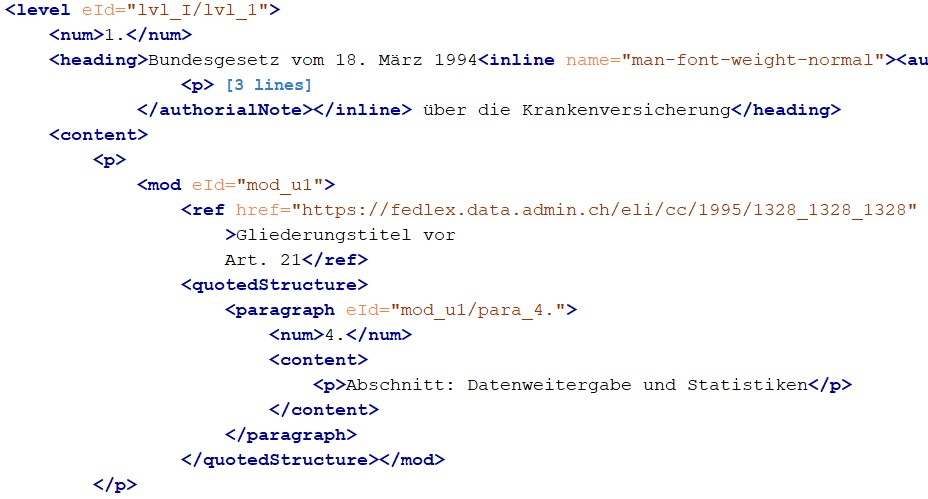 <level eId="lvl_I/lvl_1">
<num>1.</num>
<heading>Bundesgesetz vom 18. März 1994<inline name="man-font-weight-normal"><au
<p> [3 lines]
</authorialNote></inline> über die Krankenversicherung</heading>
<content>
<p>
<mod eId="mod_u1">
<ref href="https://fedlex.data.admin.ch/eli/cc/1995/1328_1328_1328"
>Gliederungstitel vor
Art. 21</ref>
<quotedStructure>
<paragraph eId="mod_u1/para_4.">
<num>4.</num>
<content>
<p>Abschnitt: Datenweitergabe und Statistiken</p>
</content>
</paragraph>
</quotedStructure></mod>
</p>